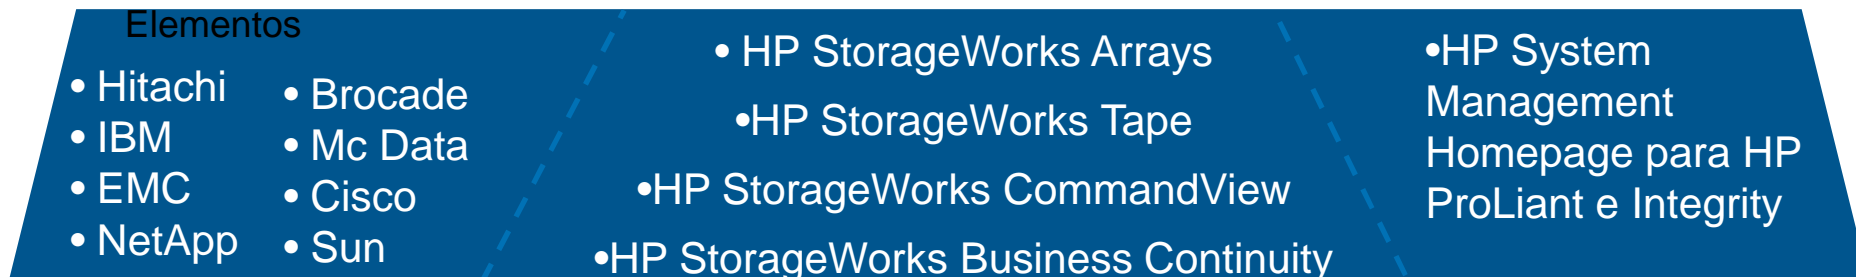 Elementos
• Hitachi
• IBM
• EMC
• NetApp
• Brocade
• Mc Data
• Cisco
• Sun
• HP StorageWorks Arrays
•HP StorageWorks Tape
•HP StorageWorks CommandView
•HP StorageWorks Business Continuity
•HP System
Management
Homepage para HP
ProLiant e Integrity